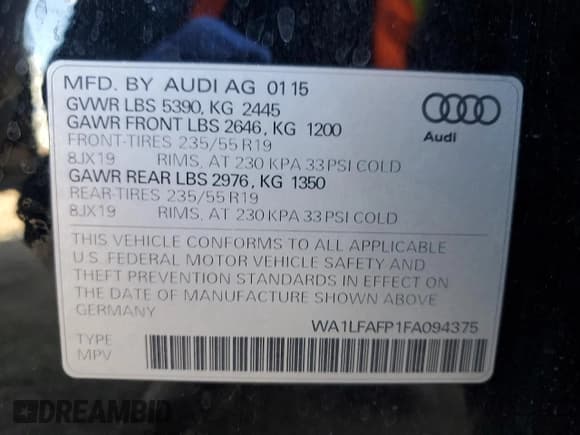 MFD. BY AUDI AG 01 15
GVWR LBS 5390, KG 2445
GAWR FRONT LBS 2646, KG 1200
FRONT-TIRES 235/55 R19
8JX19 RIMS, AT 230 KPA 33 PSI COLD
GAWR REAR LBS 2976, KG 1350
REAR-TIRES 235/55 R19
8JX19 RIMS, AT 230 KPA 33 PSI COLD
Audi
THIS VEHICLE CONFORMS TO ALL APPLICABLE
U.S. FEDERAL MOTOR VEHICLE SAFETY AND
THEFT PREVENTION STANDARDS IN EFFECT ON
THE DATE OF MANUFACTURE SHOWN ABOVE
GERMANY
WA1LFAFP1FA094375
TYPE
MPV
DREAMBID